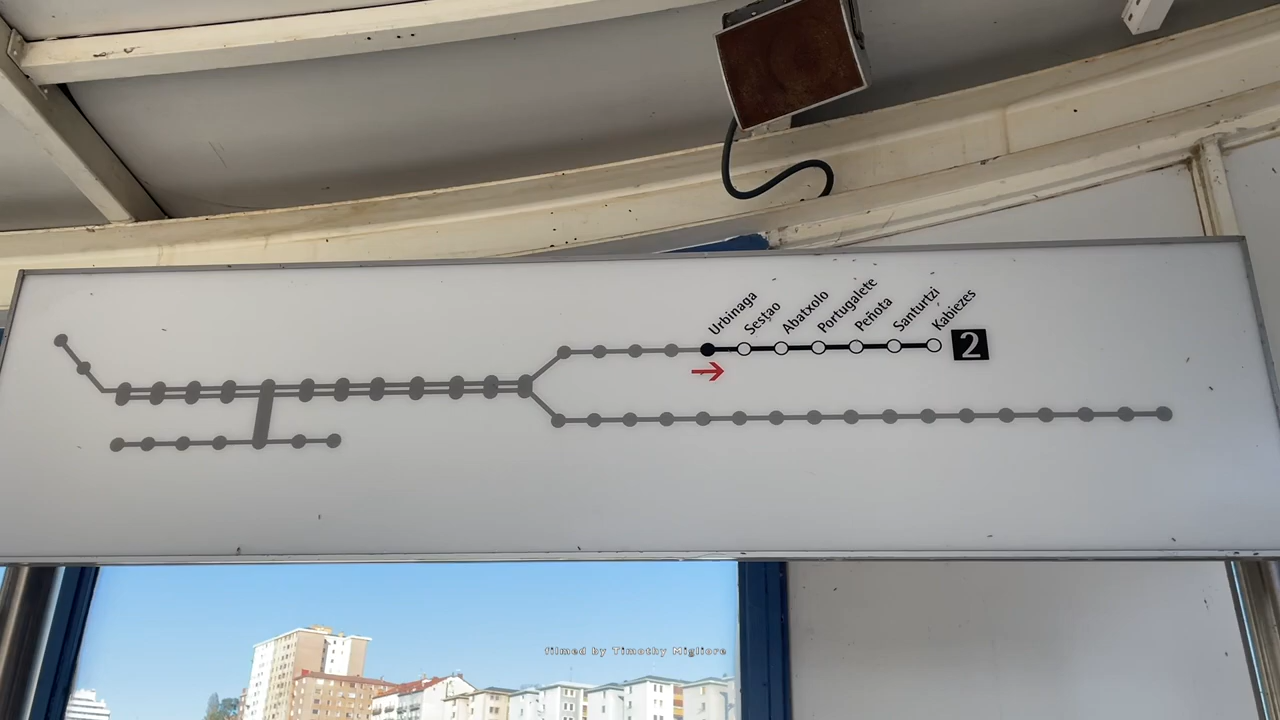 Urbinaga
Sestao
Abatxolo
Portugalete
Peñota
Santurtzi
Kabiezes
2
filmed by Timothy Migliore